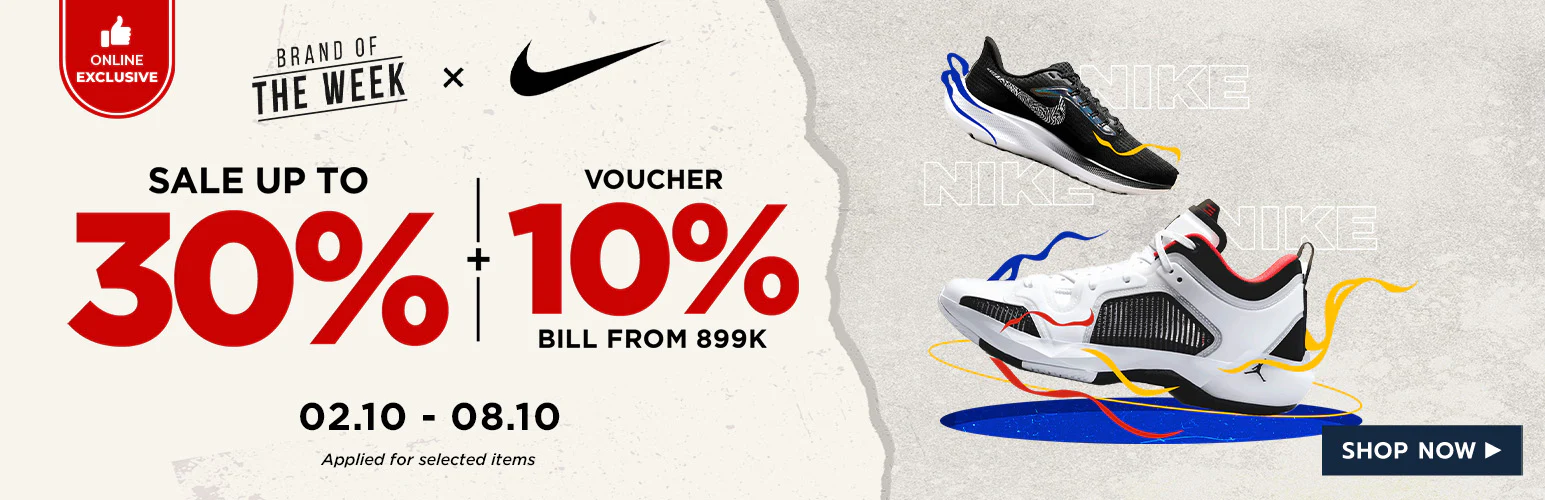 ONLINE
EXCLUSIVE
BRAND OF
THE WEEK
×
SALE UP TO
30%
+
VOUCHER
10%
BILL FROM 899K
02.10 - 08.10
Applied for selected items
NIKE
NIKE
NIKE
SHOP NOW ▶